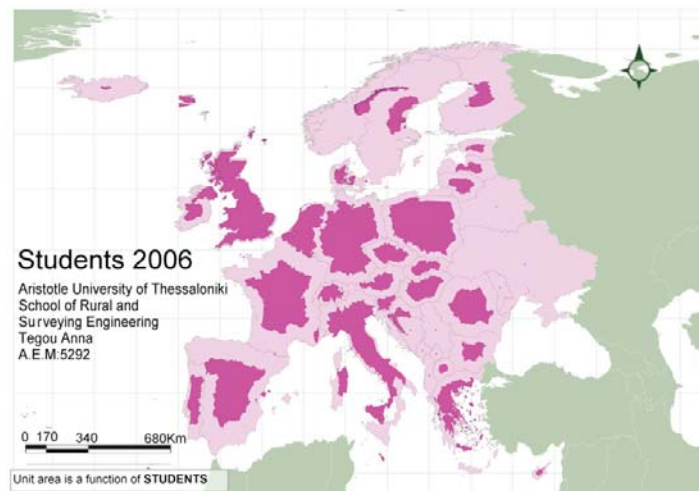 Students 2006
Aristotle University of Thessaloniki
School of Rural and
Surveying Engineering
Tegou Anna
A.E.M:5292
0 170 340 680Km
Unit area is a function of STUDENTS